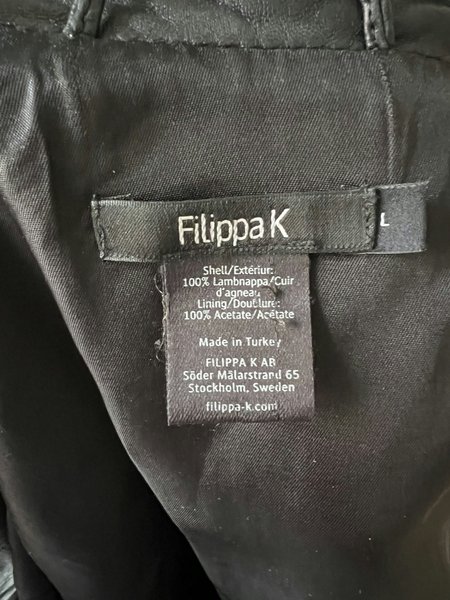 Filippa K
L
Shell/Extériur:
100% Lambnappa/Cuir
d'agneau
Lining/Doublure:
100% Acetate/Acétate
Made in Turkey
FILIPPA K AB
Söder Mälarstrand 65
Stockholm, Sweden
filippa-k.com